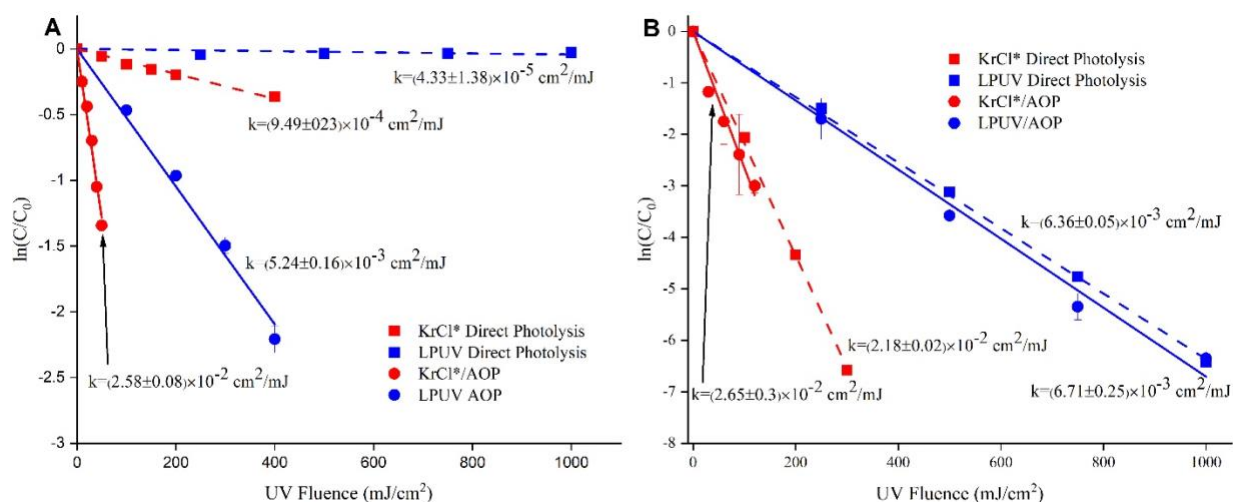 A
0
-0.5
-1.0
-1.5
-2.0
-2.5
-3
ln(C/C0)
0 200 400 600 800 1000
UV Fluence (mJ/cm2)
k=(4.33±1.38)×10-5 cm2/mJ
k=(9.49±023)×10-4 cm2/mJ
k=(5.24±0.16)×10-3 cm2/mJ
KrCl* Direct Photolysis
LPUV Direct Photolysis
KrCl*/AOP
LPUV AOP
k=(2.58±0.08)×10-2 cm2/mJ
B
0
-1
-2
-3
-4
-5
-6
-7
-8
ln(C/C0)
0 200 400 600 800 1000
UV Fluence (mJ/cm2)
KrCl* Direct Photolysis
LPUV Direct Photolysis
KrCl*/AOP
LPUV/AOP
k=(6.36±0.05)×10-3 cm2/mJ
k=(2.18±0.02)×10-2 cm2/mJ
k=(2.65±0.3)×10-2 cm2/mJ
k=(6.71±0.25)×10-3 cm2/mJ